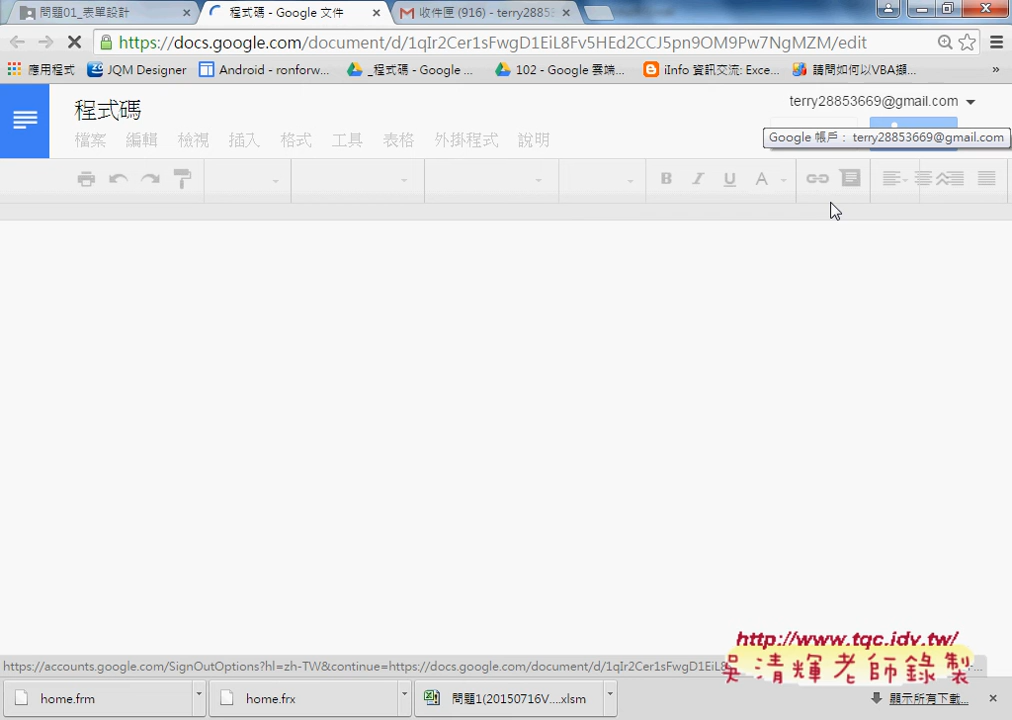 問題01_表單設計
程式碼 - Google 文件
收件匣 (916) - terry2885
https://docs.google.com/document/d/1qIr2Cer1sFwgD1EiL8Fv5HEd2CCJ5pn9OM9Pw7NgMZM/edit
應用程式
JQM Designer
Android - ronforw...
_程式碼 - Google ...
102 - Google 雲端...
iInfo 資訊交流: Exce...
請問如何以VBA擷...
»
程式碼
terry28853669@gmail.com
檔案 編輯 檢視 插入 格式 工具 表格 外掛程式 說明
Google 帳戶： terry28853669@gmail.com
B I U A
http://www.tqc.idv.tw/
https://accounts.google.com/SignOutOptions?hl=zh-TW&continue=https://docs.google.com/document/d/1qIr2Cer1sFwgD1EiL8
吳清輝老師錄製
home.frm
home.frx
問題1(20150716V....xlsm
顯示所有下載...